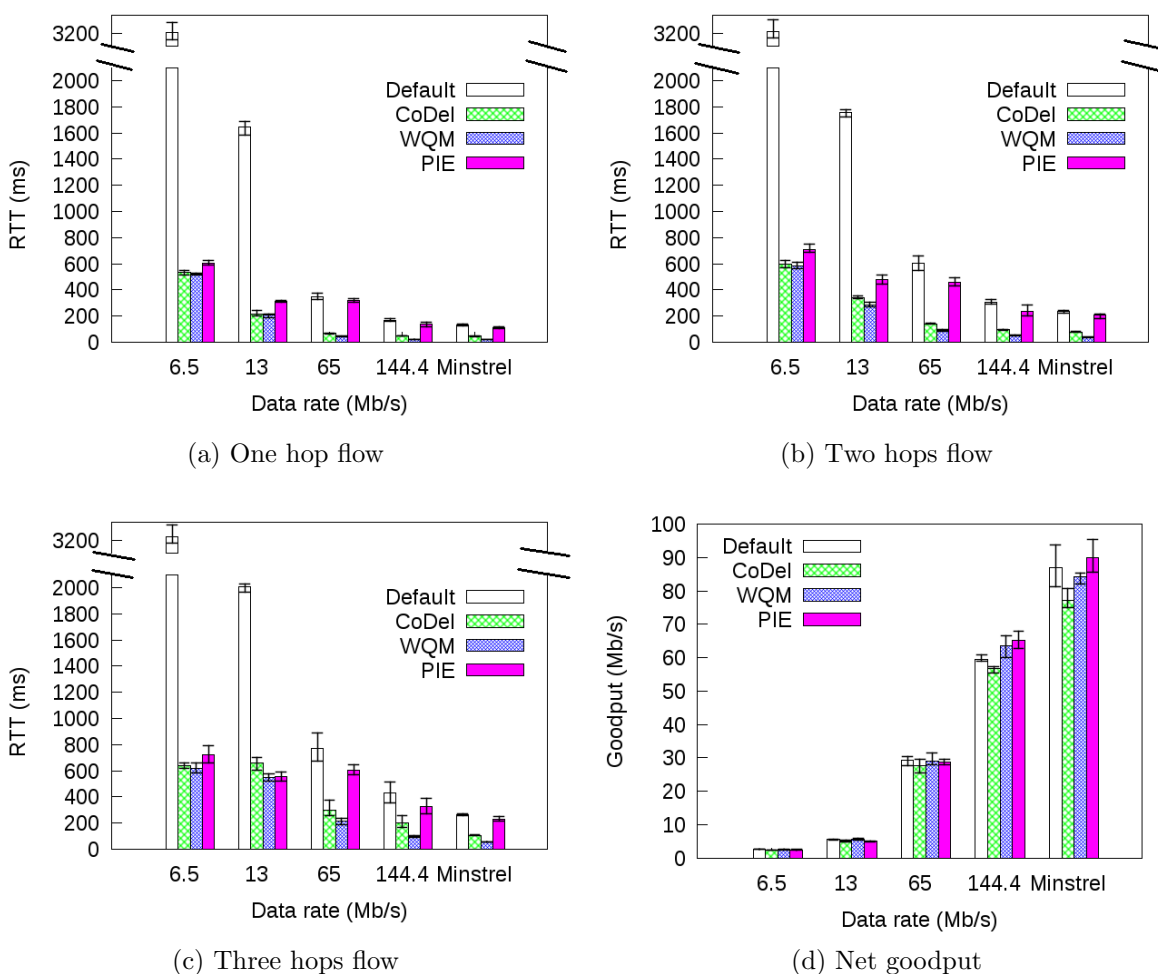 3200
2000
1800
1600
1400
1200
1000
800
600
400
200
0
RTT (ms)
Default
CoDel
WQM
PIE
6.5 13 65 144.4 Minstrel
Data rate (Mb/s)
(a) One hop flow
3200
2000
1800
1600
1400
1200
1000
800
600
400
200
0
RTT (ms)
Default
CoDel
WQM
PIE
6.5 13 65 144.4 Minstrel
Data rate (Mb/s)
(b) Two hops flow
3200
2000
1800
1600
1400
1200
1000
800
600
400
200
0
RTT (ms)
Default
CoDel
WQM
PIE
6.5 13 65 144.4 Minstrel
Data rate (Mb/s)
(c) Three hops flow
100
90
80
70
60
50
40
30
20
10
0
Goodput (Mb/s)
Default
CoDel
WQM
PIE
6.5 13 65 144.4 Minstrel
Data rate (Mb/s)
(d) Net goodput